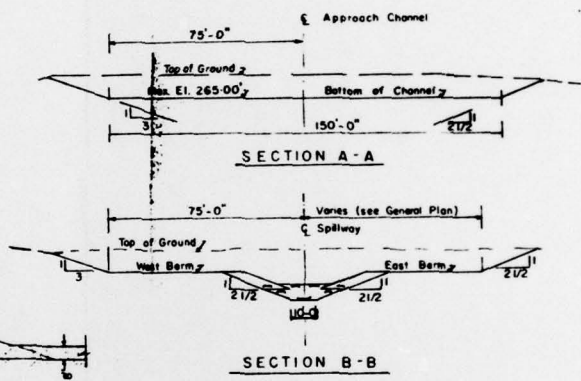 ℄ Approach Channel
75'-0"
Top of Ground
Max. El. 265.00'
Bottom of Channel
1
3
1
2 1/2
150'-0"
SECTION A-A
75'-0"
Varies (see General Plan)
℄ Spillway
Top of Ground
1
3
West Berm
East Berm
1
2 1/2
1
2 1/2
1
2 1/2
SECTION B-B